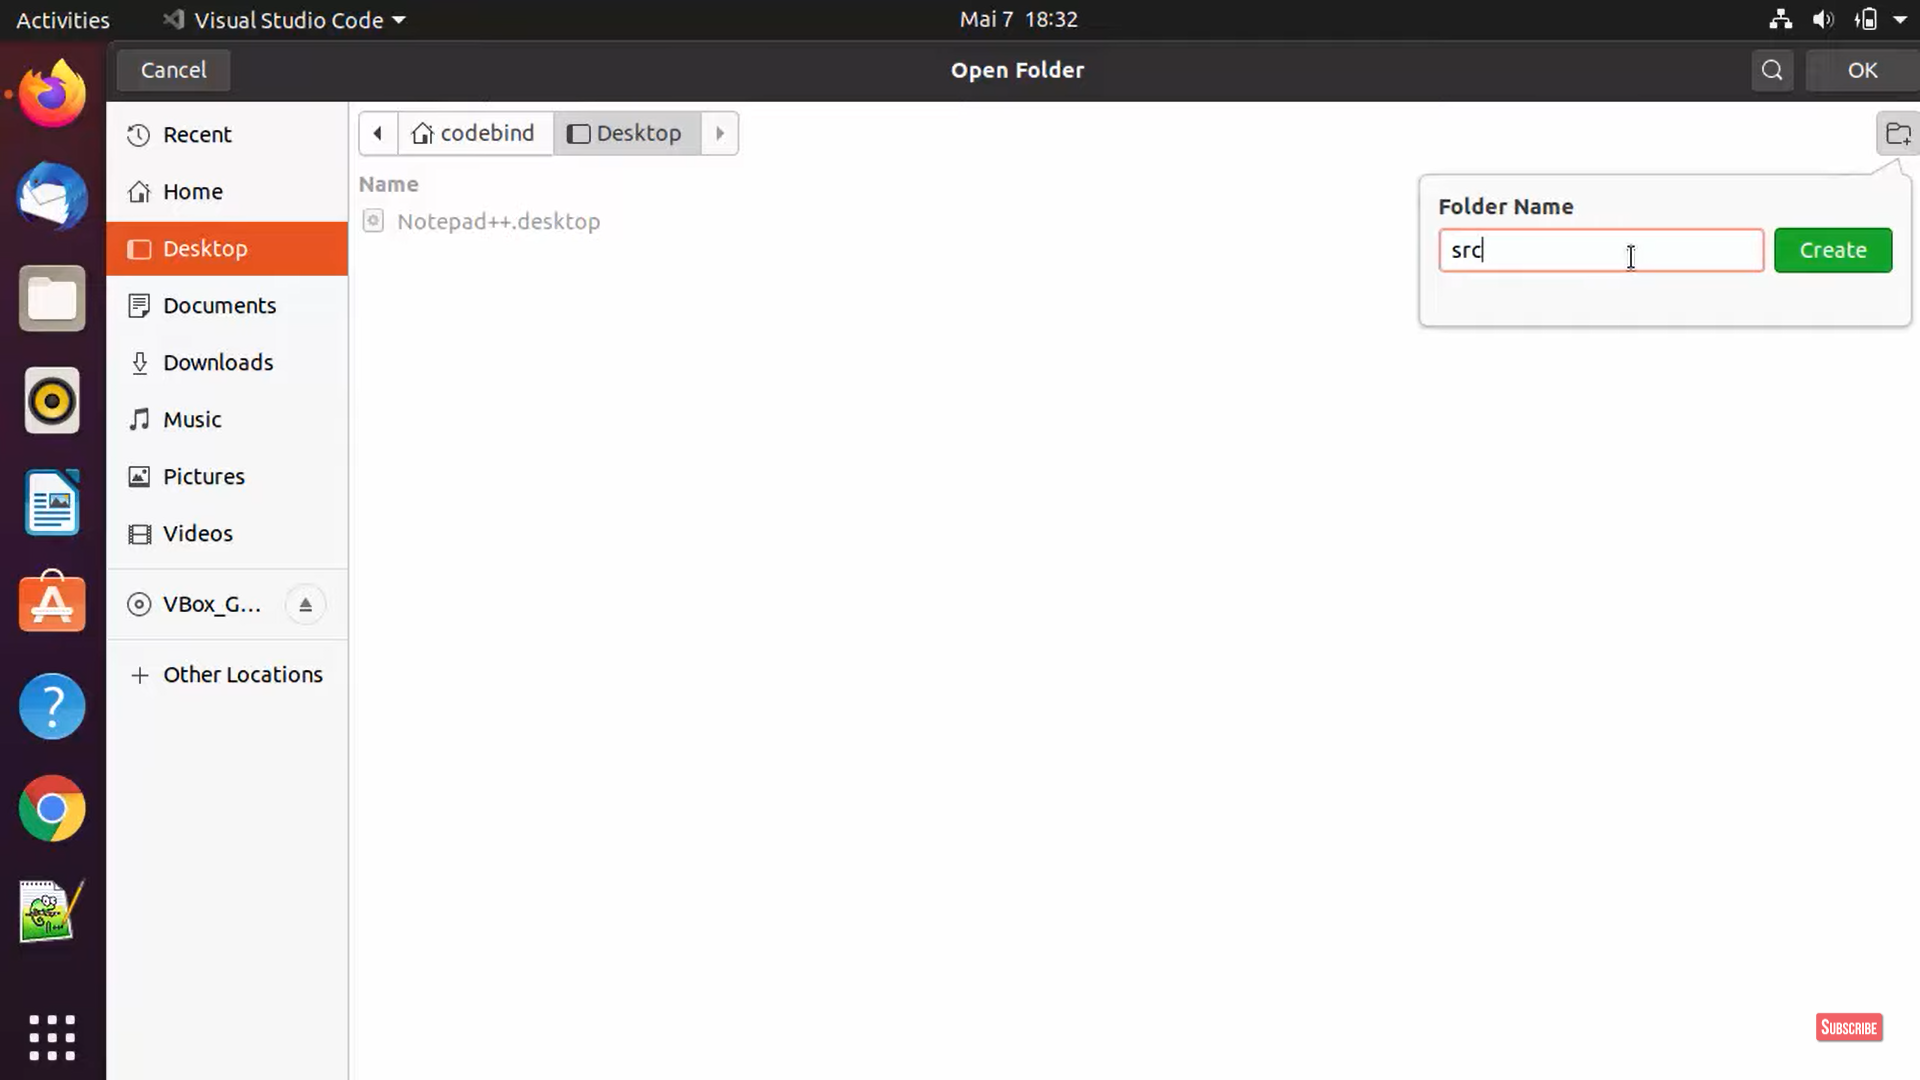 Activities
Visual Studio Code
Mai 7 18:32
Cancel
Open Folder
OK
Recent
Home
Desktop
Documents
Downloads
Music
Pictures
Videos
VBox_G...
Other Locations
codebind
Desktop
Name
Notepad++.desktop
Folder Name
src
Create
SUBSCRIBE